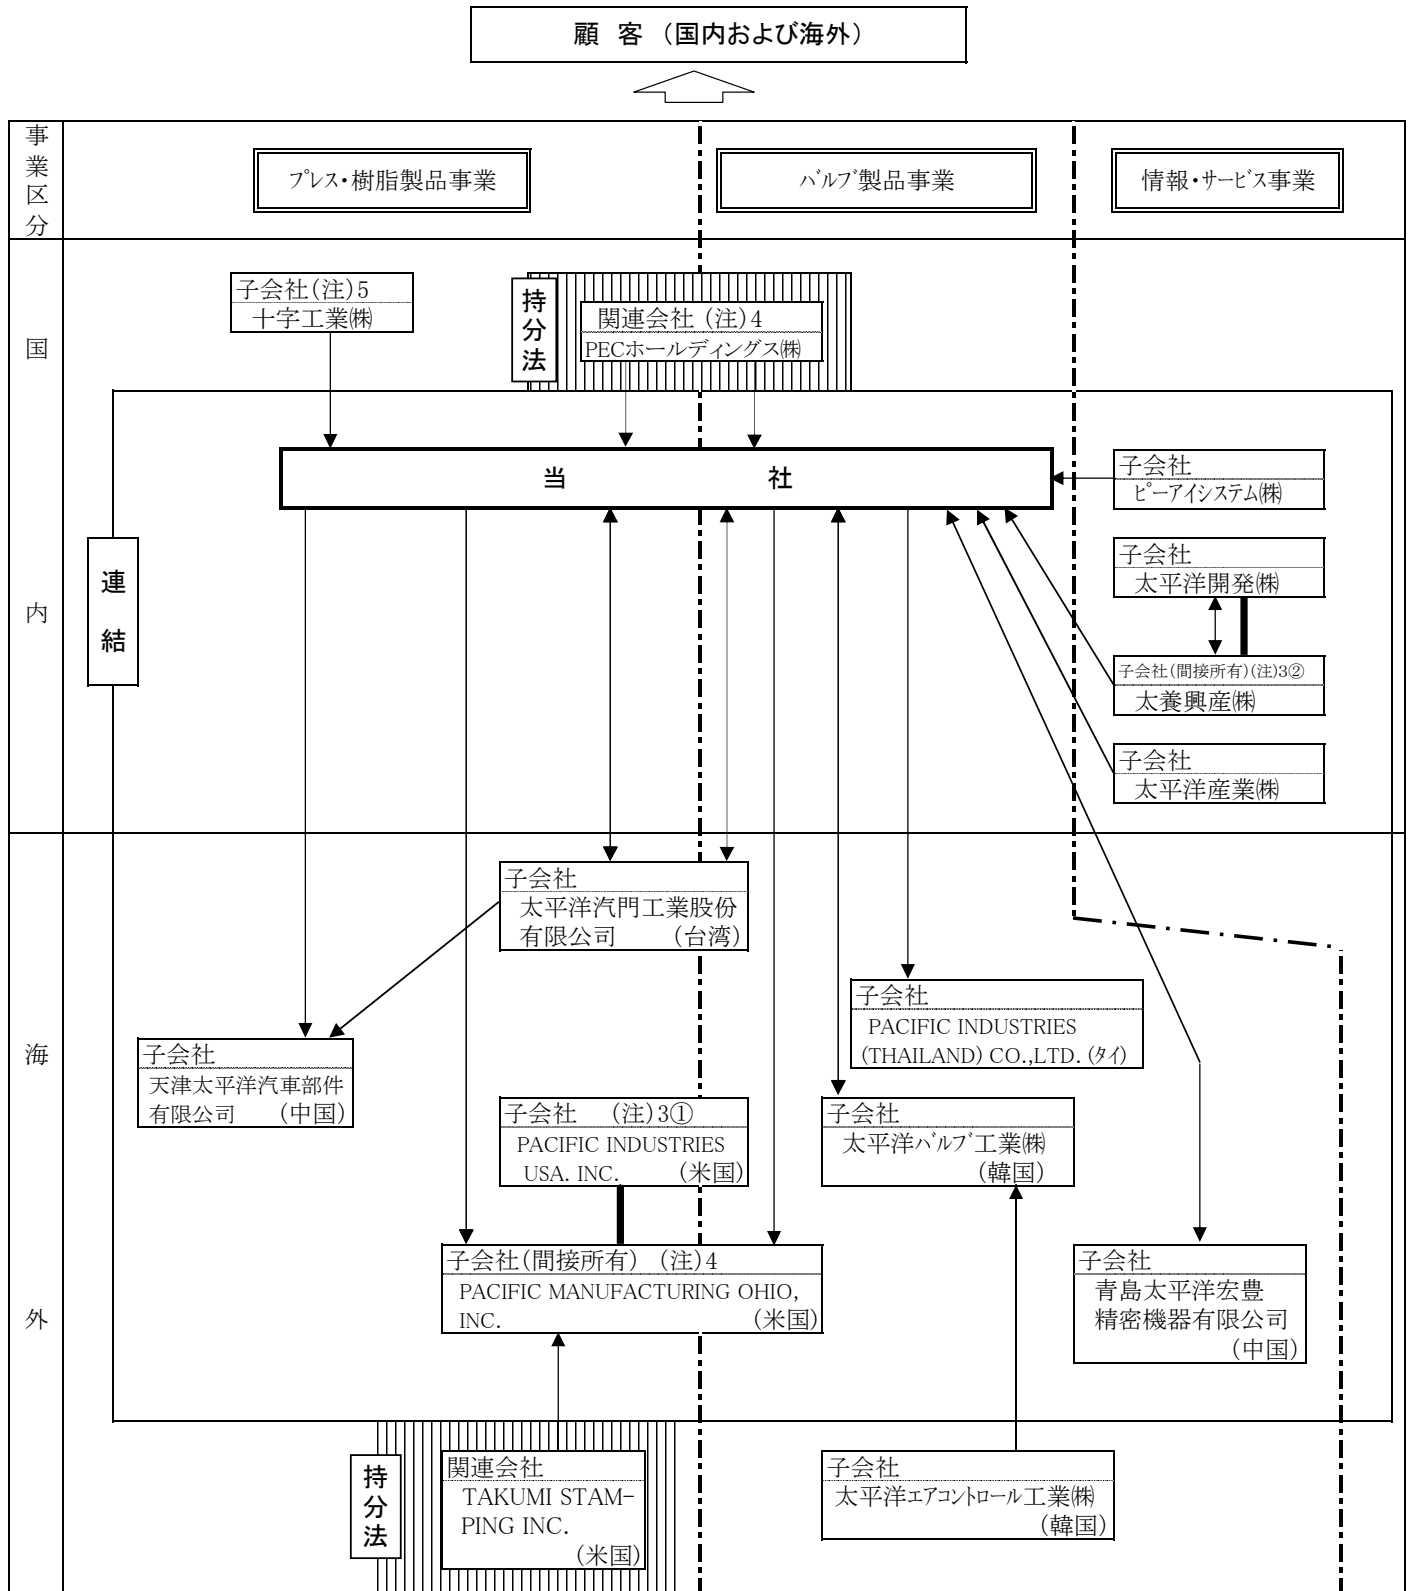 顧 客 (国内および海外)
事業区分
プレス・樹脂製品事業
バルブ製品事業
情報・サービス事業
国
内
子会社(注)5
十字工業㈱
持分法
関連会社 (注)4
PECホールディングス㈱
当 社
子会社
ピーアイシステム㈱
連結
子会社
太平洋開発㈱
子会社(間接所有)(注)3②
太養興産㈱
子会社
太平洋産業㈱
海
外
子会社
太平洋汽門工業股份
有限公司 (台湾)
子会社
PACIFIC INDUSTRIES
(THAILAND) CO.,LTD. (タイ)
子会社
天津太平洋汽車部件
有限公司 (中国)
子会社 (注)3①
PACIFIC INDUSTRIES
USA. INC. (米国)
子会社
太平洋バルブ工業㈱
(韓国)
子会社(間接所有) (注)4
PACIFIC MANUFACTURING OHIO,
INC. (米国)
子会社
青島太平洋宏豊
精密機器有限公司
(中国)
持分法
関連会社
TAKUMI STAM-
PING INC.
(米国)
子会社
太平洋エアコントロール工業㈱
(韓国)